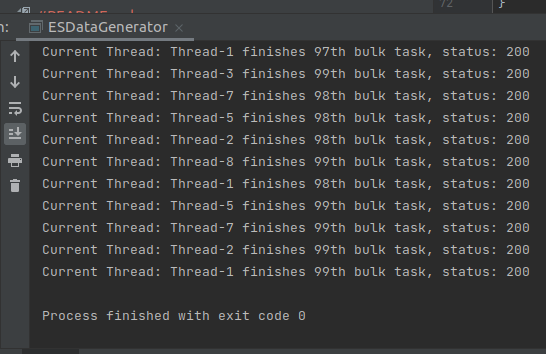 72 }
n: ESDataGenerator
Current Thread: Thread-1 finishes 97th bulk task, status: 200
Current Thread: Thread-3 finishes 99th bulk task, status: 200
Current Thread: Thread-7 finishes 98th bulk task, status: 200
Current Thread: Thread-5 finishes 98th bulk task, status: 200
Current Thread: Thread-2 finishes 98th bulk task, status: 200
Current Thread: Thread-8 finishes 99th bulk task, status: 200
Current Thread: Thread-1 finishes 98th bulk task, status: 200
Current Thread: Thread-5 finishes 99th bulk task, status: 200
Current Thread: Thread-7 finishes 99th bulk task, status: 200
Current Thread: Thread-2 finishes 99th bulk task, status: 200
Current Thread: Thread-1 finishes 99th bulk task, status: 200
Process finished with exit code 0